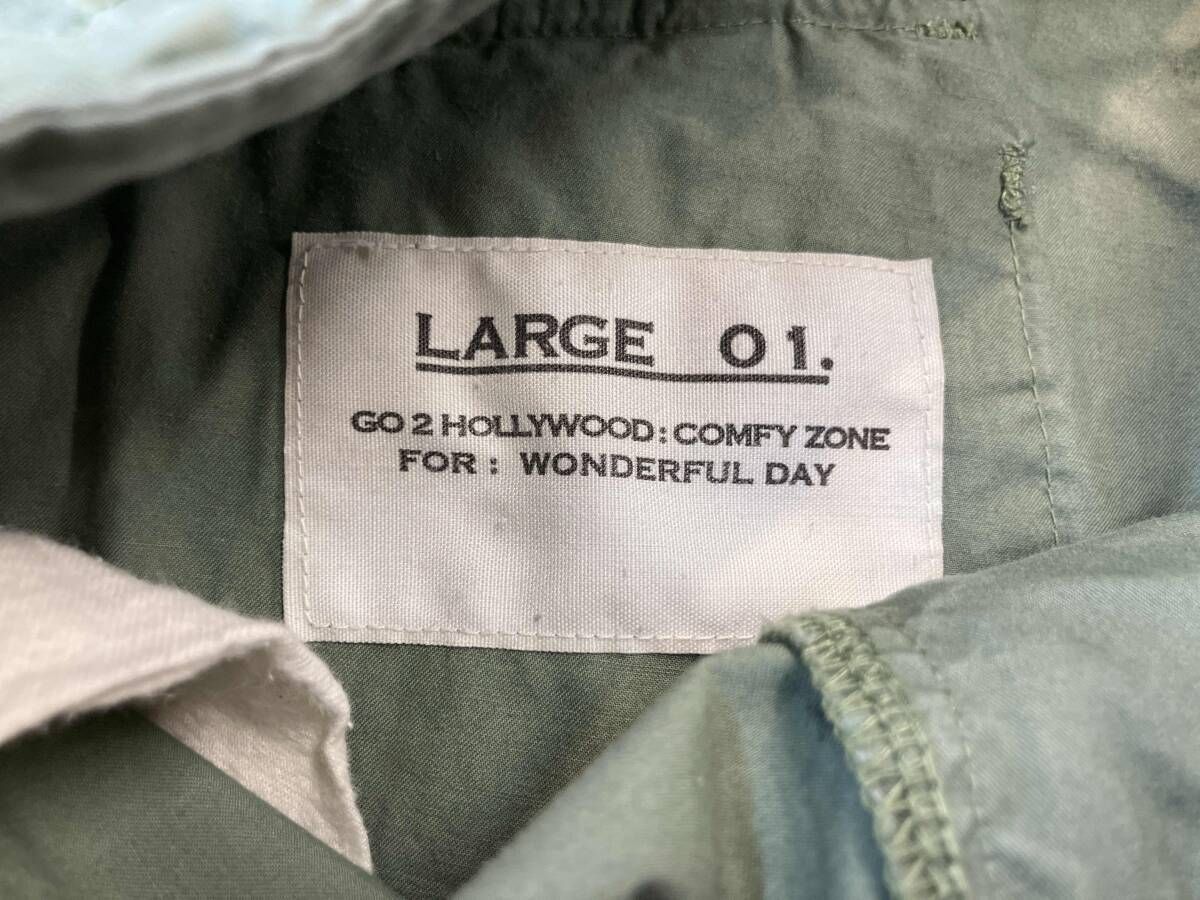 LARGE 01.
GO 2 HOLLYWOOD : COMFY ZONE
FOR : WONDERFUL DAY